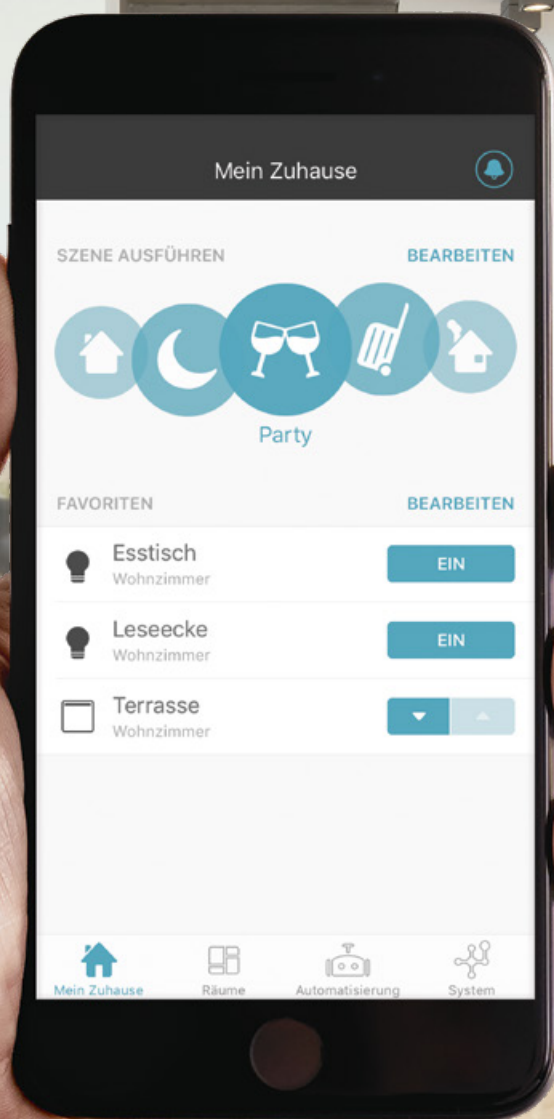 Mein Zuhause
SZENE AUSFÜHREN BEARBEITEN
Party
FAVORITEN BEARBEITEN
Esstisch
Wohnzimmer
EIN
Leseecke
Wohnzimmer
EIN
Terrasse
Wohnzimmer
Mein Zuhause Räume Automatisierung System